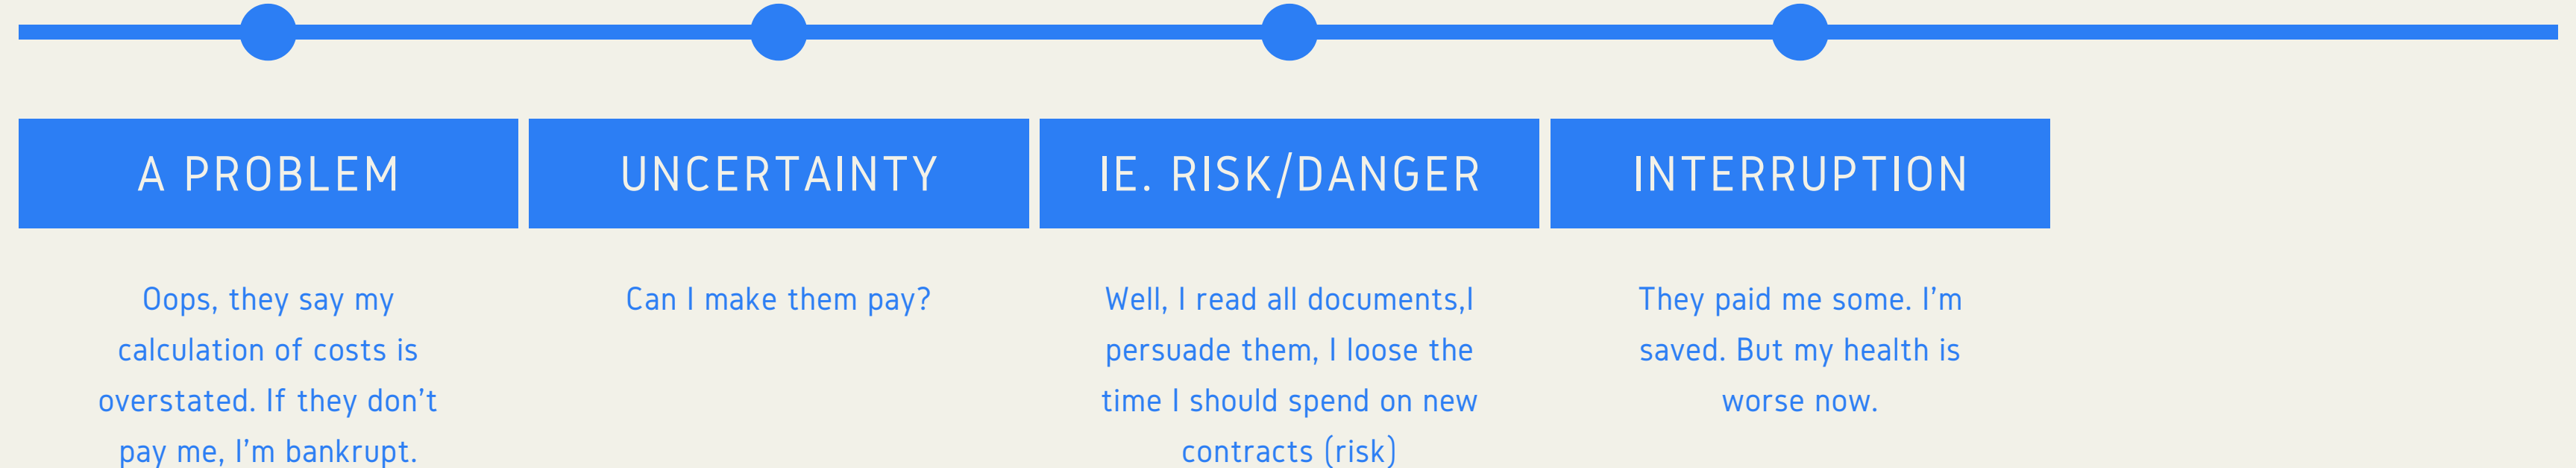 A PROBLEM
Oops, they say my
calculation of costs is
overstated. If they don’t
pay me, I’m bankrupt.
UNCERTAINTY
Can I make them pay?
IE. RISK/DANGER
Well, I read all documents,I
persuade them, I loose the
time I should spend on new
contracts (risk)
INTERRUPTION
They paid me some. I’m
saved. But my health is
worse now.